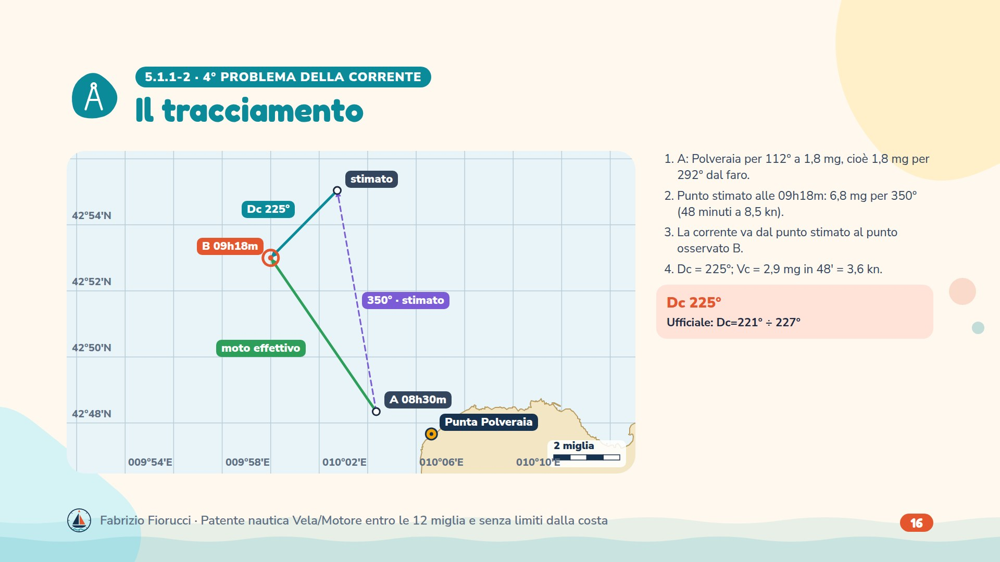 5.1.1-2 · 4° PROBLEMA DELLA CORRENTE
Il tracciamento
stimato
Dc 225°
42°54'N
B 09h18m
42°52'N
350° · stimato
moto effettivo
42°50'N
A 08h30m
42°48'N
Punta Polveraia
2 miglia
009°54'E
009°58'E
010°02'E
010°06'E
010°10'E
1. A: Polveraia per 112° a 1,8 mg, cioè 1,8 mg per
292° dal faro.
2. Punto stimato alle 09h18m: 6,8 mg per 350°
(48 minuti a 8,5 kn).
3. La corrente va dal punto stimato al punto
osservato B.
4. Dc = 225°; Vc = 2,9 mg in 48' = 3,6 kn.
Dc 225°
Ufficiale: Dc=221° ÷ 227°
Fabrizio Fiorucci · Patente nautica Vela/Motore entro le 12 miglia e senza limiti dalla costa
16